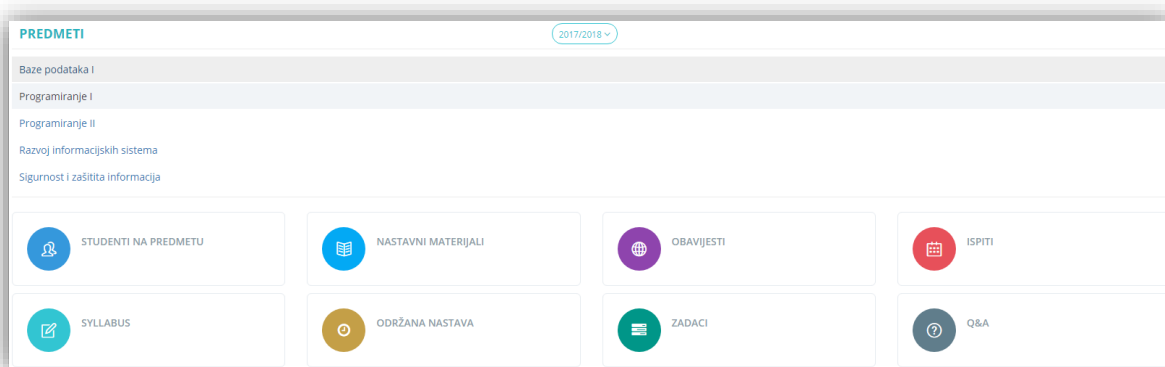 PREDMETI
2017/2018
Baze podataka I
Programiranje I
Programiranje II
Razvoj informacijskih sistema
Sigurnost i zaštitita informacija
STUDENTI NA PREDMETU
NASTAVNI MATERIJALI
OBAVIJESTI
ISPITI
SYLLABUS
ODRŽANA NASTAVA
ZADACI
Q&A